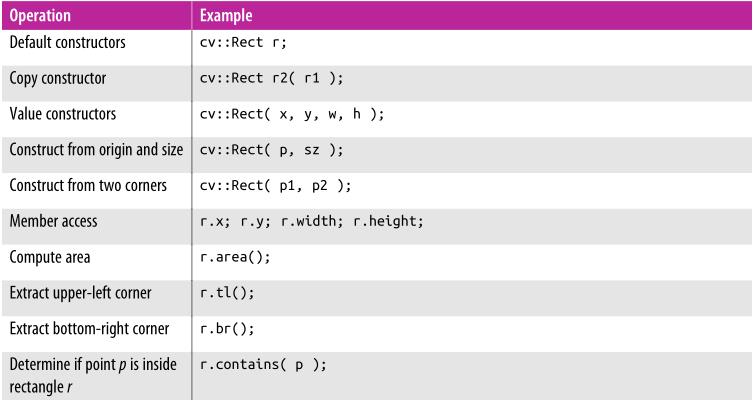 Operation Example
Default constructors cv::Rect r;
Copy constructor cv::Rect r2( r1 );
Value constructors cv::Rect( x, y, w, h );
Construct from origin and size cv::Rect( p, sz );
Construct from two corners cv::Rect( p1, p2 );
Member access r.x; r.y; r.width; r.height;
Compute area r.area();
Extract upper-left corner r.tl();
Extract bottom-right corner r.br();
Determine if point p is inside r.contains( p );
rectangle r